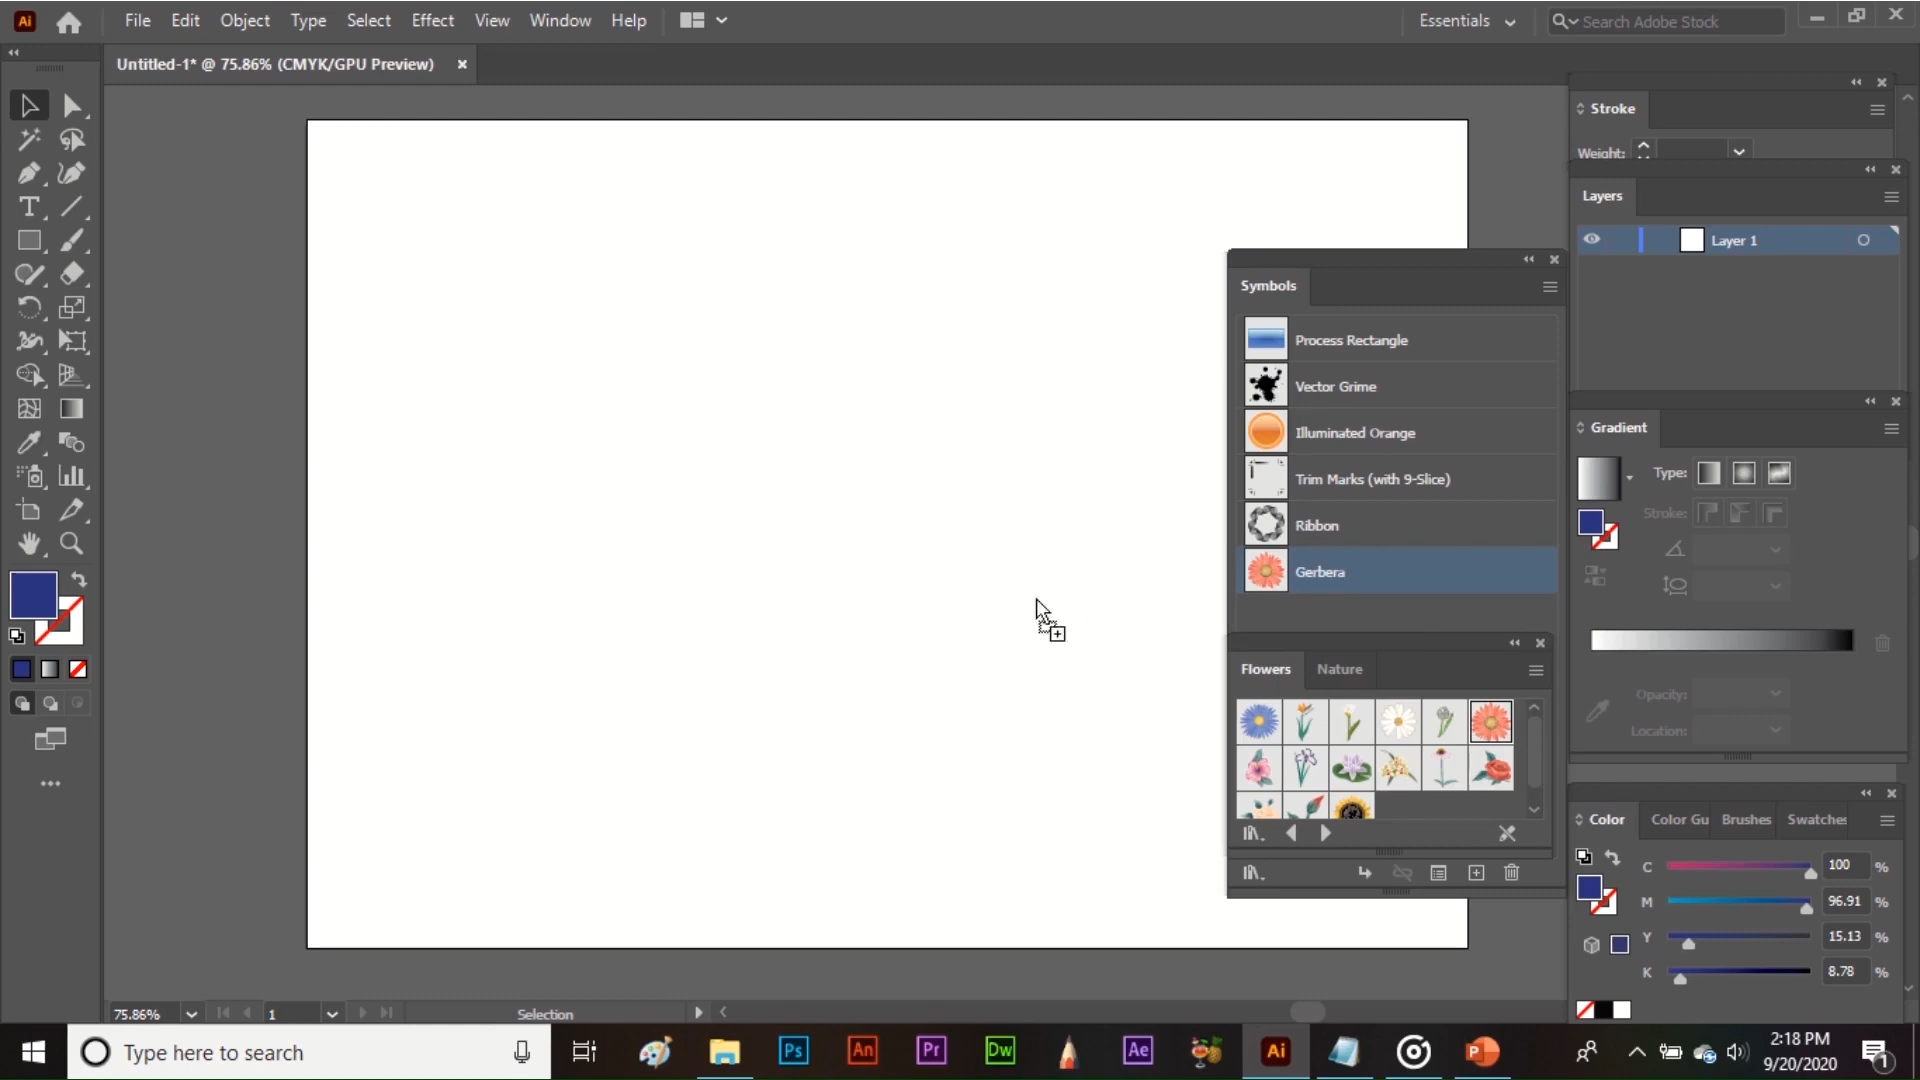 Ai File Edit Object Type Select Effect View Window Help Essentials Search Adobe Stock
Untitled-1* @ 75.86% (CMYK/GPU Preview)
Stroke
Weight:
Layers
Layer 1
Symbols
Process Rectangle
Vector Grime
Illuminated Orange
Trim Marks (with 9-Slice)
Ribbon
Gerbera
Flowers Nature
Gradient
Type:
Stroke:
Opacity:
Location:
Color Color Gu Brushes Swatches
C 100 %
M 96.91 %
Y 15.13 %
K 8.78 %
75.86% 1 Selection
Type here to search
Ps An Pr Dw Ae Ai P
2:18 PM
9/20/2020
1